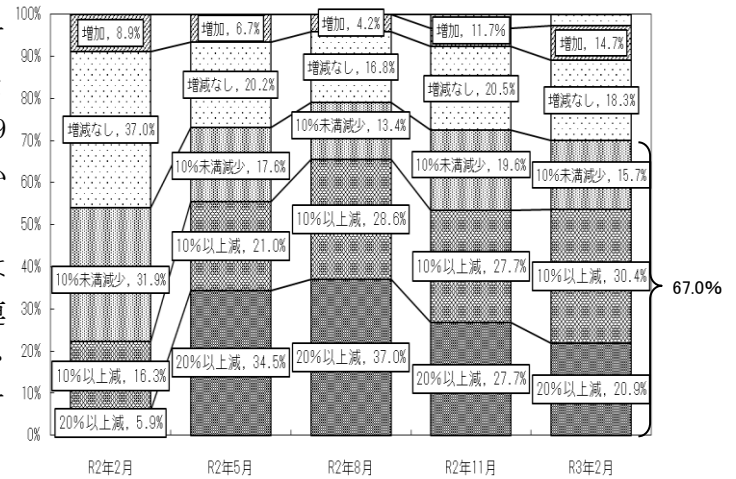 100%
90%
80%
70%
60%
50%
40%
30%
20%
10%
0%
増加, 8.9%
増減なし, 37.0%
10%未満減少, 31.9%
10%以上減, 16.3%
20%以上減, 5.9%
増加, 6.7%
増減なし, 20.2%
10%未満減少, 17.6%
10%以上減, 21.0%
20%以上減, 34.5%
増加, 4.2%
増減なし, 16.8%
10%未満減少, 13.4%
10%以上減, 28.6%
20%以上減, 37.0%
増加, 11.7%
増減なし, 20.5%
10%未満減少, 19.6%
10%以上減, 27.7%
20%以上減, 27.7%
増加, 14.7%
増減なし, 18.3%
10%未満減少, 15.7%
10%以上減, 30.4%
20%以上減, 20.9%
67.0%
R2年2月
R2年5月
R2年8月
R2年11月
R3年2月